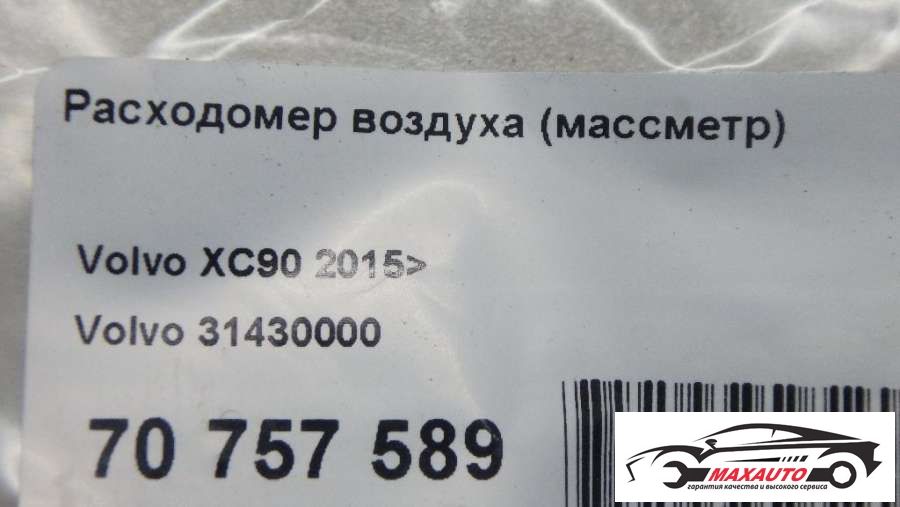 Расходомер воздуха (массметр)
Volvo XC90 2015>
Volvo 31430000
70 757 589
MAXAUTO
гарантия качества и высокого сервиса